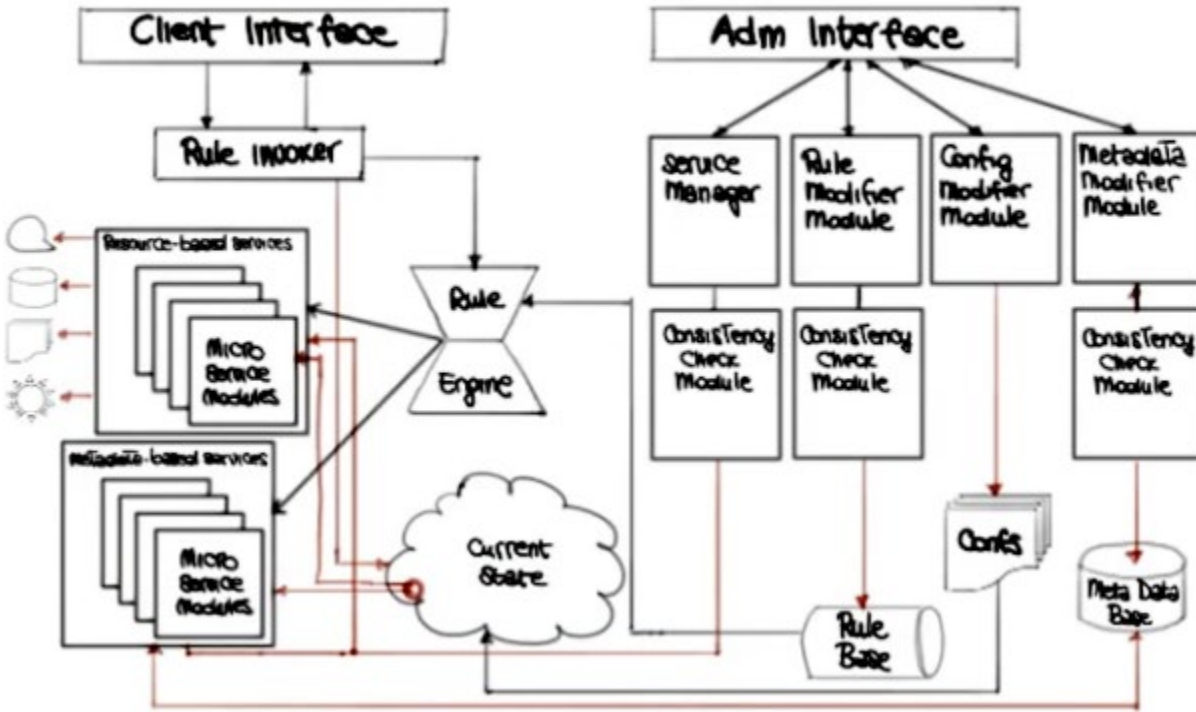 Client Interface
Adm Interface
Rule Invoker
Service
Manager
Rule
Modifier
Module
Config
Modifier
Module
Metadata
Modifier
Module
Resource-based services
Micro
Service
Modules
Rule
Engine
Consistency
Check
Module
Consistency
Check
Module
Consistency
Check
Module
Metadata-based services
Micro
Service
Modules
Current
State
Confs
Rule
Base
Meta Data
Base